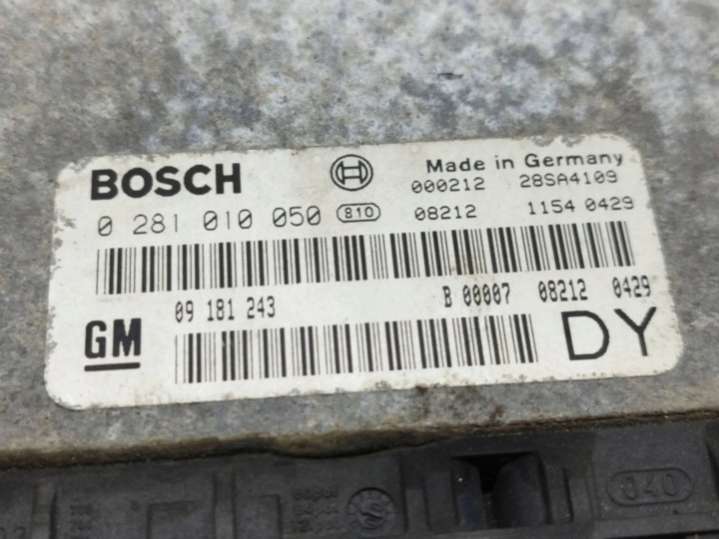 BOSCH Made in Germany
000212 28SA4109
0 281 010 050 810 08212 1154 0429
09 181 243 B 00007 08212 0429
GM DY
040